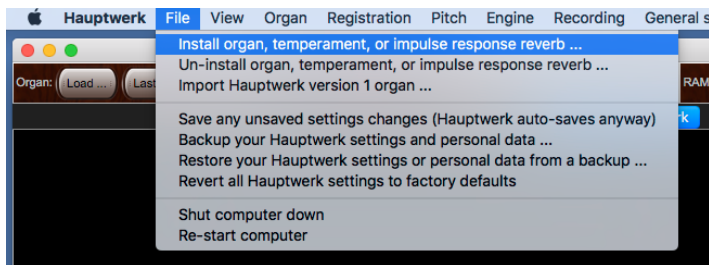 Hauptwerk File View Organ Registration Pitch Engine Recording General s
Install organ, temperament, or impulse response reverb ...
Un-install organ, temperament, or impulse response reverb ...
Import Hauptwerk version 1 organ ...
Organ: Load ... Last RAM
Save any unsaved settings changes (Hauptwerk auto-saves anyway)
rk
Backup your Hauptwerk settings and personal data ...
Restore your Hauptwerk settings or personal data from a backup ...
Revert all Hauptwerk settings to factory defaults
Shut computer down
Re-start computer